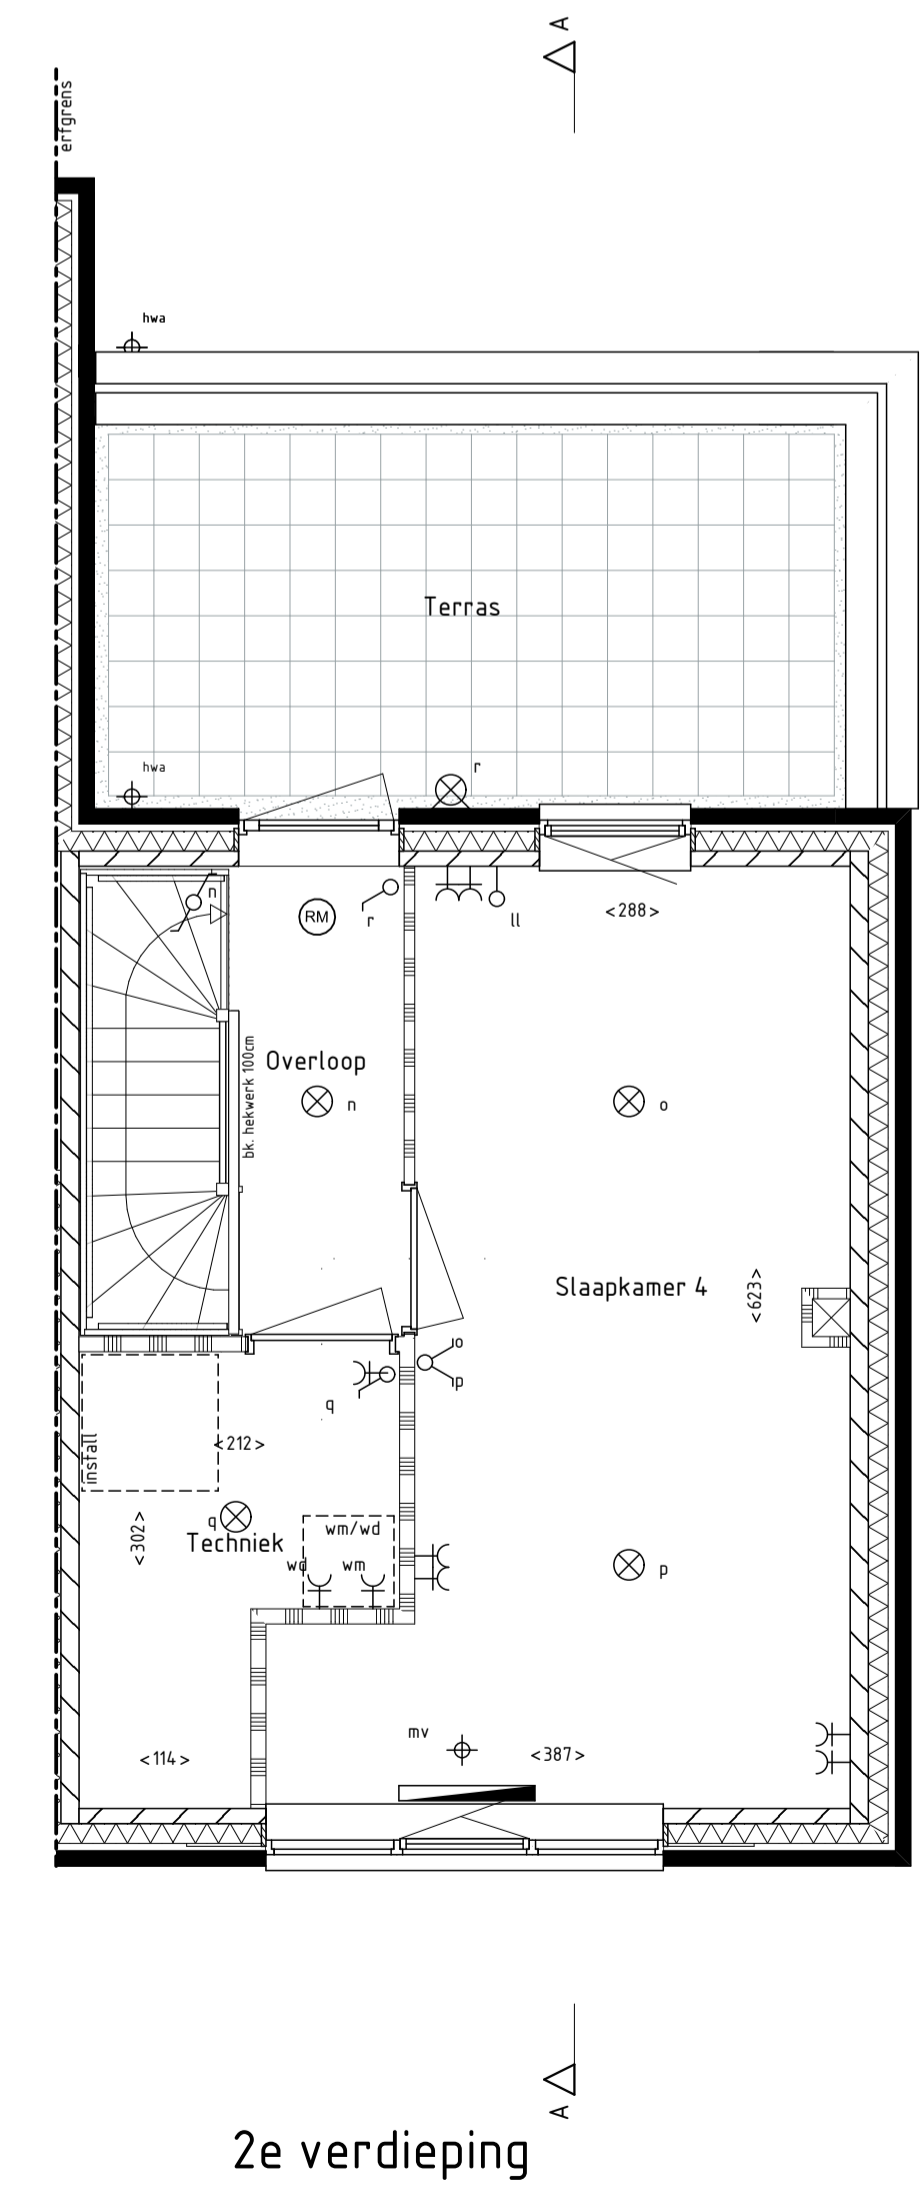 A
erfgrens
hwa
Terras
hwa
r
n
RM
r
ll
<288>
bk. hekwerk 100cm
Overloop
n
o
Slaapkamer 4
<623>
o
p
q
install
<212>
q
<302>
Techniek
wm/wd
wd
wm
p
mv
<114>
<387>
A
2e verdieping